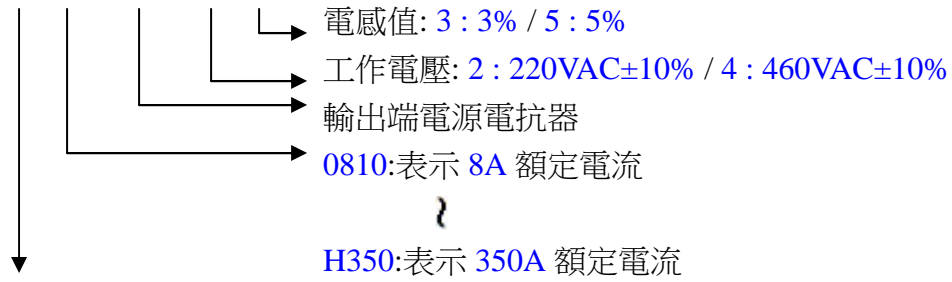 電感值: 3 : 3% / 5 : 5%
工作電壓: 2 : 220VAC±10% / 4 : 460VAC±10%
輸出端電源電抗器
0810:表示 8A 額定電流
~
H350:表示 350A 額定電流